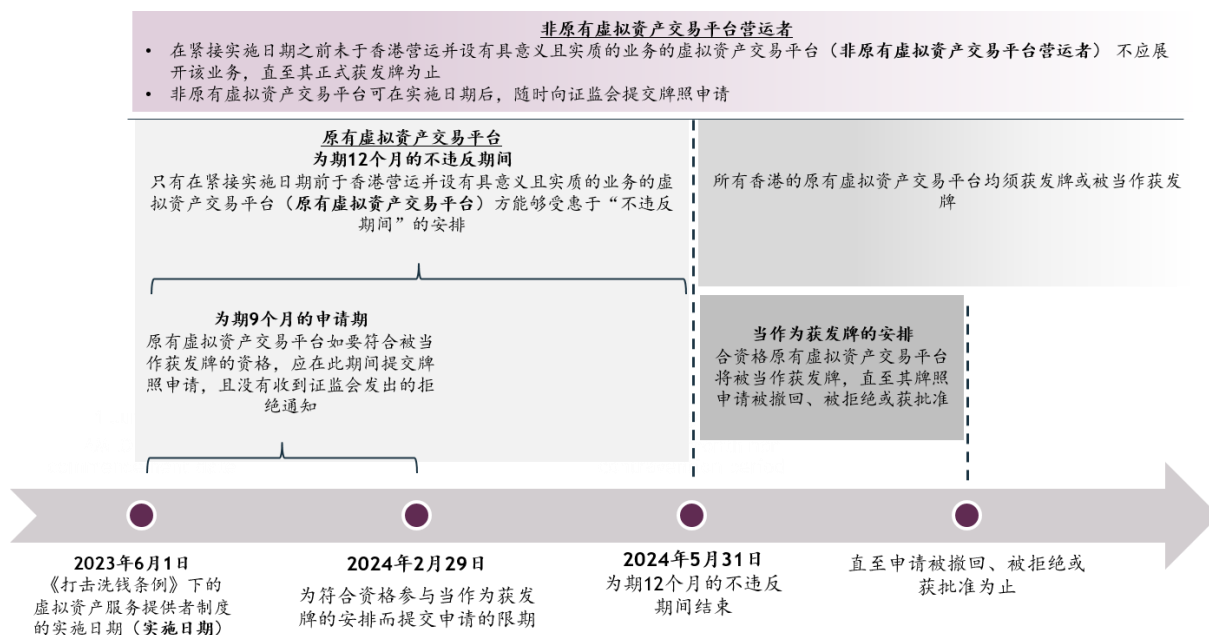 非原有虚拟资产交易平台营运者
• 在紧接实施日期之前未于香港营运并设有具意义且实质的业务的虚拟资产交易平台（非原有虚拟资产交易平台营运者） 不应展
开该业务，直至其正式获发牌为止
• 非原有虚拟资产交易平台可在实施日期后，随时向证监会提交牌照申请
原有虚拟资产交易平台
为期12个月的不违反期间
只有在紧接实施日期前于香港营运并设有具意义且实质的业务的虚
拟资产交易平台（原有虚拟资产交易平台）方能够受惠于“不违反
期间”的安排
所有香港的原有虚拟资产交易平台均须获发牌或被当作获发
牌
为期9个月的申请期
原有虚拟资产交易平台如要符合被当
作获发牌的资格，应在此期间提交牌
照申请，且没有收到证监会发出的拒
绝通知
当作为获发牌的安排
合资格原有虚拟资产交易平台
将被当作获发牌，直至其牌照
申请被撤回、被拒绝或获批准
2023年6月1日
《打击洗钱条例》下的
虚拟资产服务提供者制度
的实施日期（实施日期）
2024年2月29日
为符合资格参与当作为获发
牌的安排而提交申请的限期
2024年5月31日
为期12个月的不违反
期间结束
直至申请被撤回、被拒绝或
获批准为止